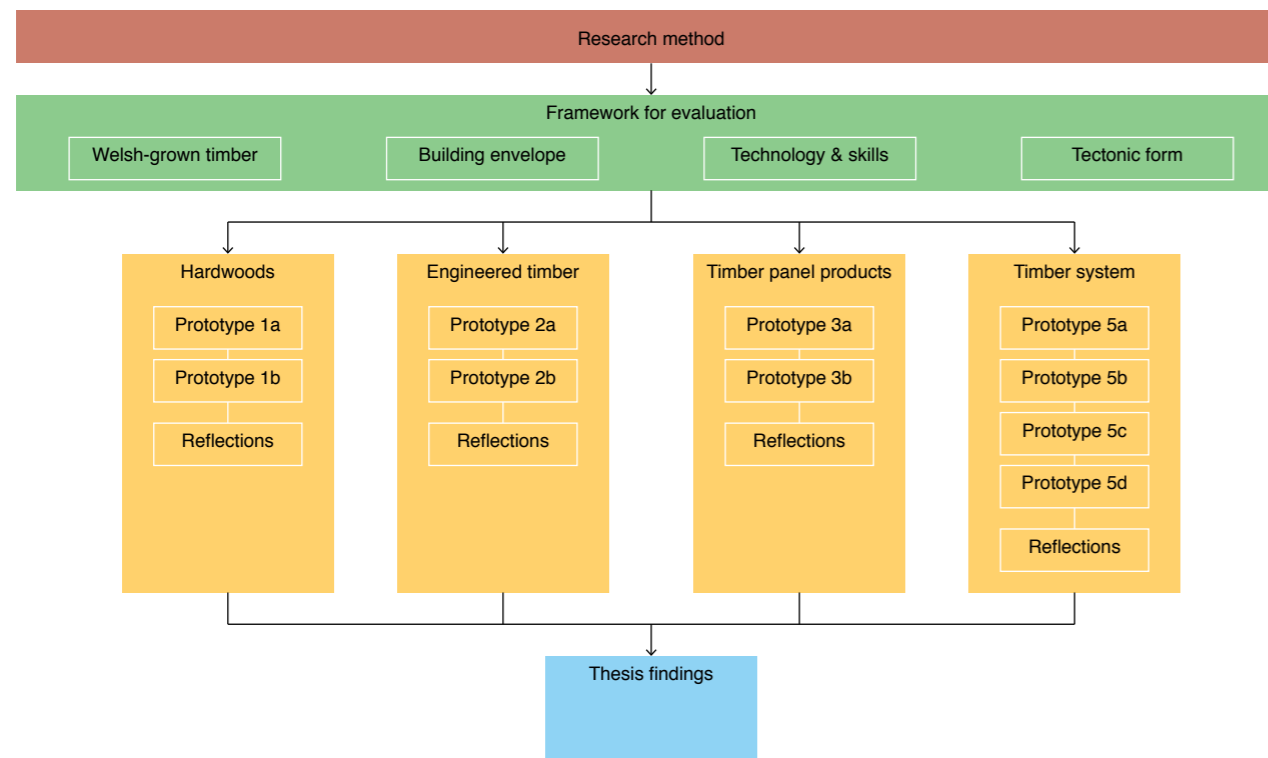 Research method
Framework for evaluation
Welsh-grown timber
Building envelope
Technology & skills
Tectonic form
Hardwoods
Prototype 1a
Prototype 1b
Reflections
Engineered timber
Prototype 2a
Prototype 2b
Reflections
Timber panel products
Prototype 3a
Prototype 3b
Reflections
Timber system
Prototype 5a
Prototype 5b
Prototype 5c
Prototype 5d
Reflections
Thesis findings